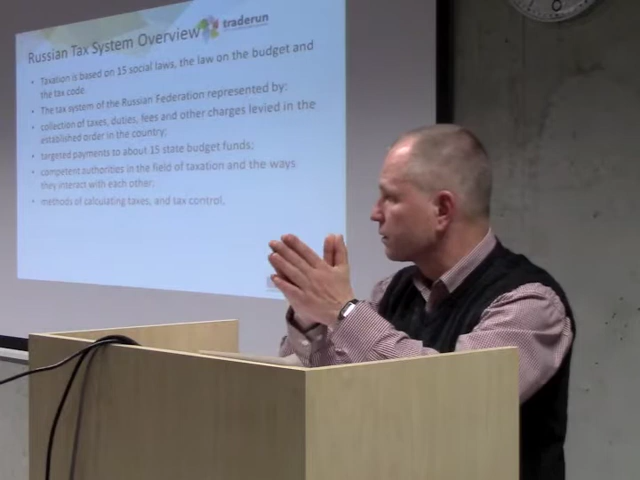 traderun
Russian Tax System Overview
• Taxation is based on 15 social laws, the law on the budget and
the tax code.
• The tax system of the Russian Federation represented by:
• collection of taxes, duties, fees and other charges levied in the
established order in the country;
• targeted payments to about 15 state budget funds;
• competent authorities in the field of taxation and the ways
they interact with each other;
• methods of calculating taxes, and tax control.